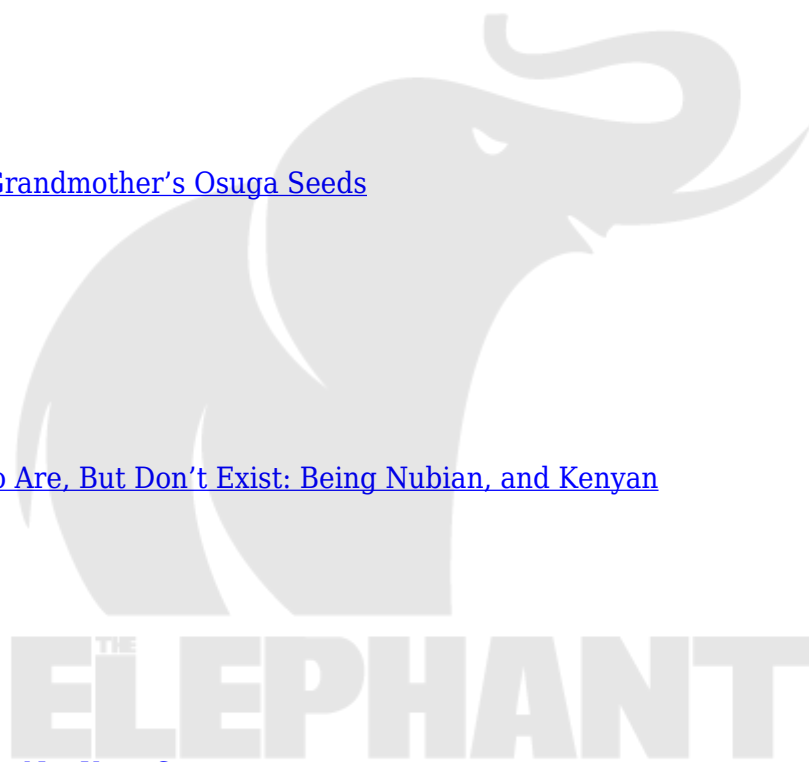 Grandmother’s Osuga Seeds
o Are, But Don’t Exist: Being Nubian, and Kenyan
THE
ELEPHANT